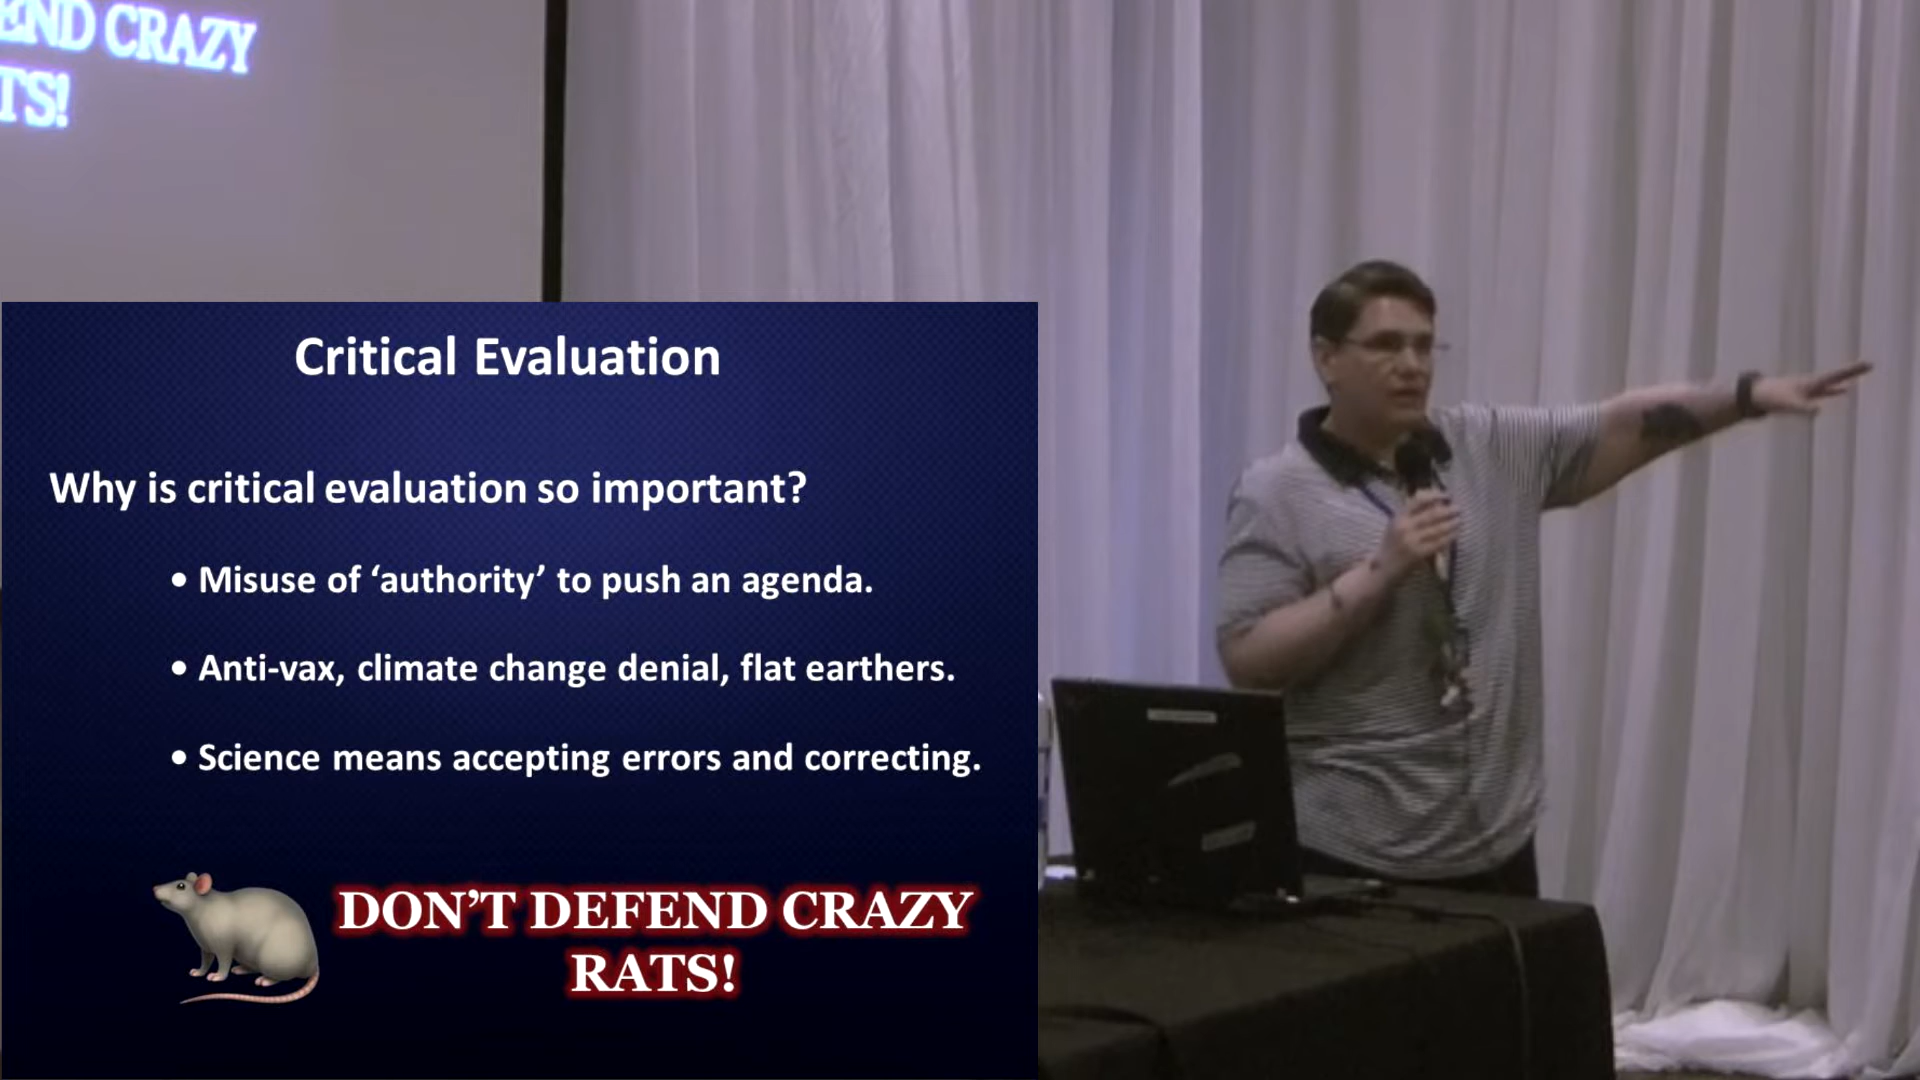 END CRAZY
TS!
Critical Evaluation
Why is critical evaluation so important?
• Misuse of ‘authority’ to push an agenda.
• Anti-vax, climate change denial, flat earthers.
• Science means accepting errors and correcting.
DON’T DEFEND CRAZY
RATS!